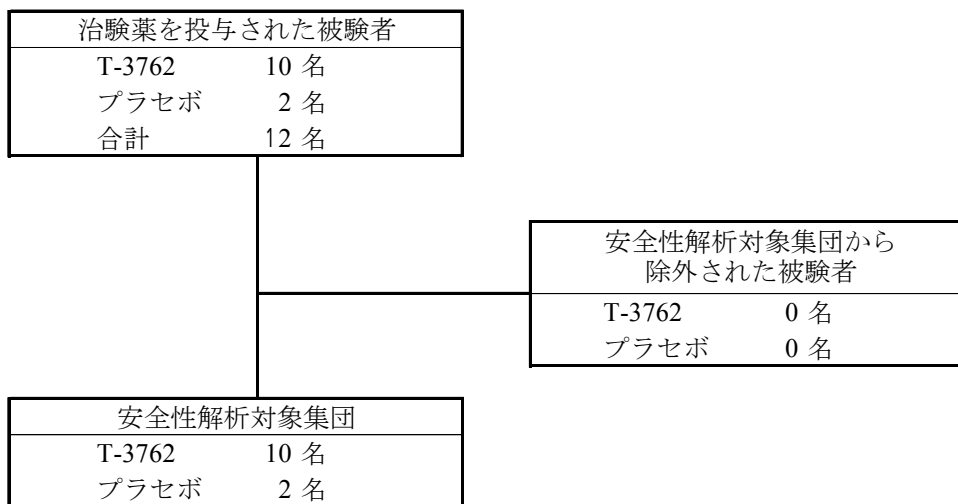 治験薬を投与された被験者
T-3762 10 名
プラセボ 2 名
合計 12 名
安全性解析対象集団から
除外された被験者
T-3762 0 名
プラセボ 0 名
安全性解析対象集団
T-3762 10 名
プラセボ 2 名